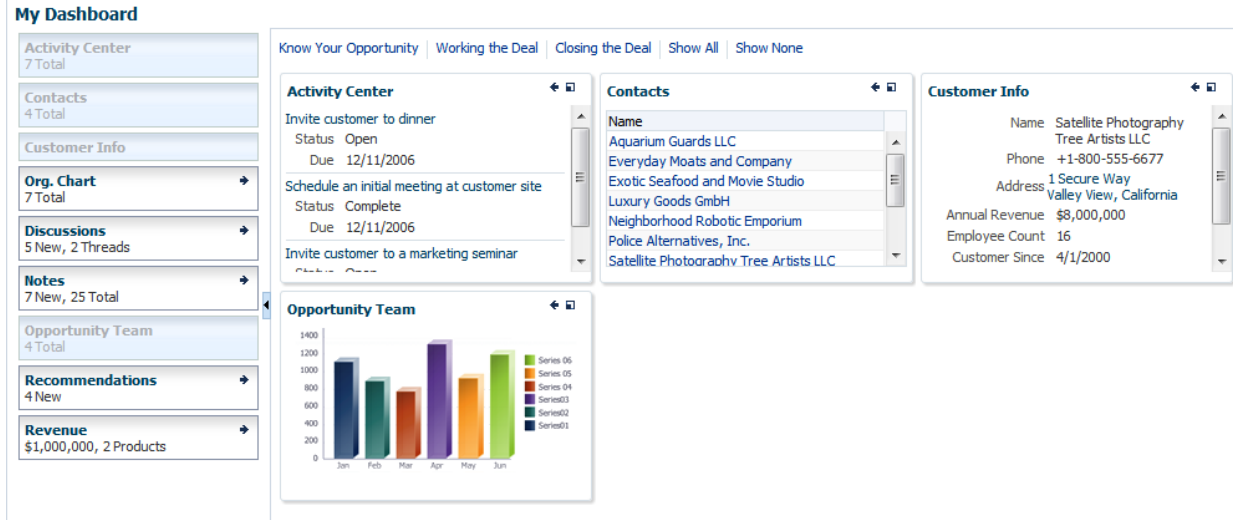 My Dashboard
Activity Center
7 Total
Contacts
4 Total
Customer Info
Org. Chart
7 Total
Discussions
5 New, 2 Threads
Notes
7 New, 25 Total
Opportunity Team
4 Total
Recommendations
4 New
Revenue
$1,000,000, 2 Products
Know Your Opportunity Working the Deal Closing the Deal Show All Show None
Activity Center
Invite customer to dinner
Status Open
Due 12/11/2006
Schedule an initial meeting at customer site
Status Complete
Due 12/11/2006
Invite customer to a marketing seminar
Status Open
Contacts
Name
Aquarium Guards LLC
Everyday Moats and Company
Exotic Seafood and Movie Studio
Luxury Goods GmbH
Neighborhood Robotic Emporium
Police Alternatives, Inc.
Satellite Photography Tree Artists LLC
Customer Info
Name Satellite Photography
Tree Artists LLC
Phone +1-800-555-6677
Address 1 Secure Way
Valley View, California
Annual Revenue $8,000,000
Employee Count 16
Customer Since 4/1/2000
Opportunity Team
1400
1200
1000
800
600
400
200
0
Jan Feb Mar Apr May Jun
Series 06
Series 05
Series 04
Series03
Series02
Series01